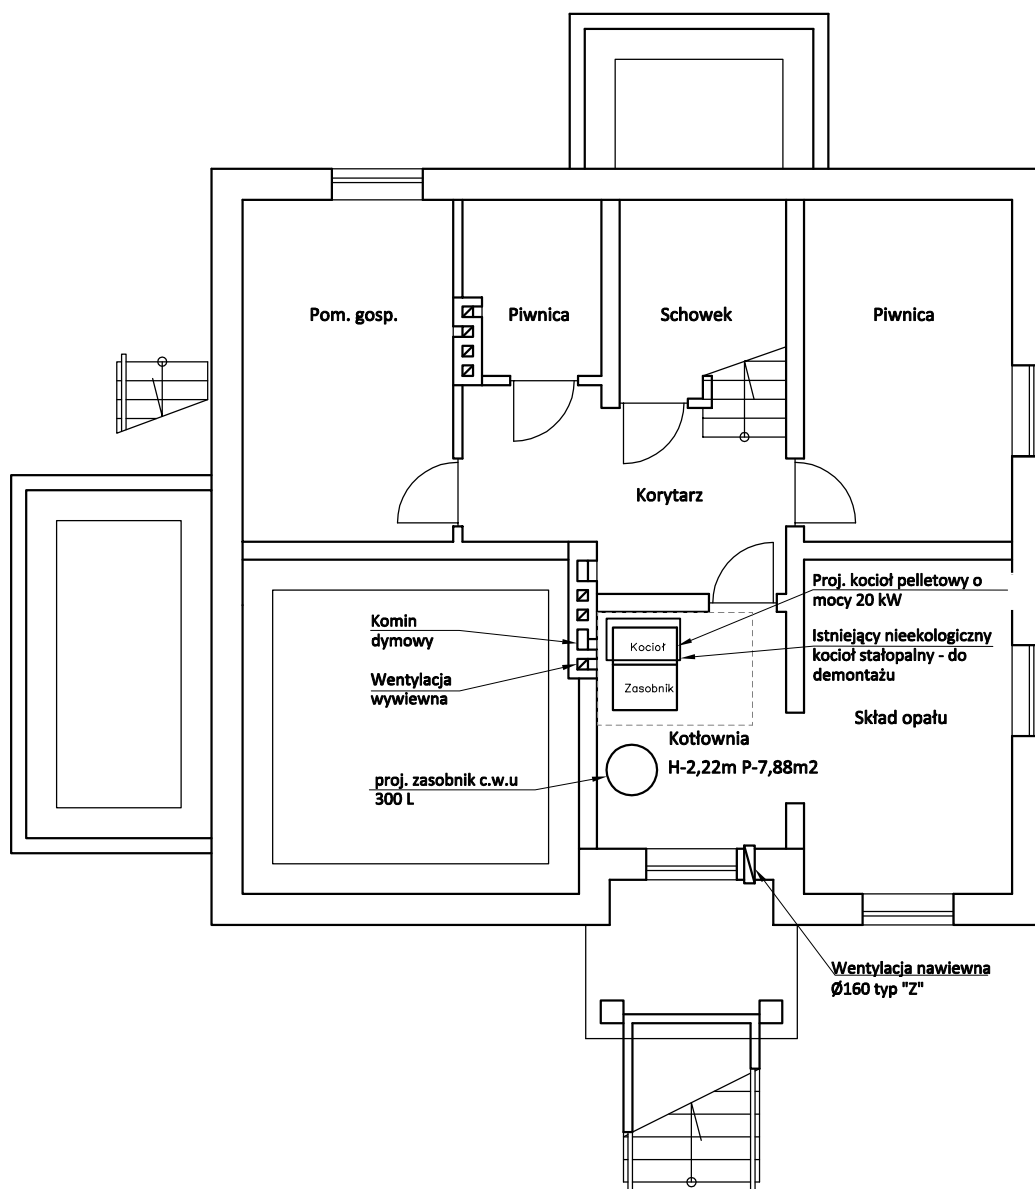 Pom. gosp.
Piwnica
Schowek
Piwnica
Korytarz
Proj. kocioł pelletowy o
mocy 20 kW
Komin
dymowy
Istniejący nieekologiczny
kocioł stałopalny - do
demontażu
Kocioł
Wentylacja
wywiewna
Zasobnik
Skład opału
Kotłownia
H-2,22m P-7,88m2
proj. zasobnik c.w.u
300 L
Wentylacja nawiewna
Ø160 typ "Z"